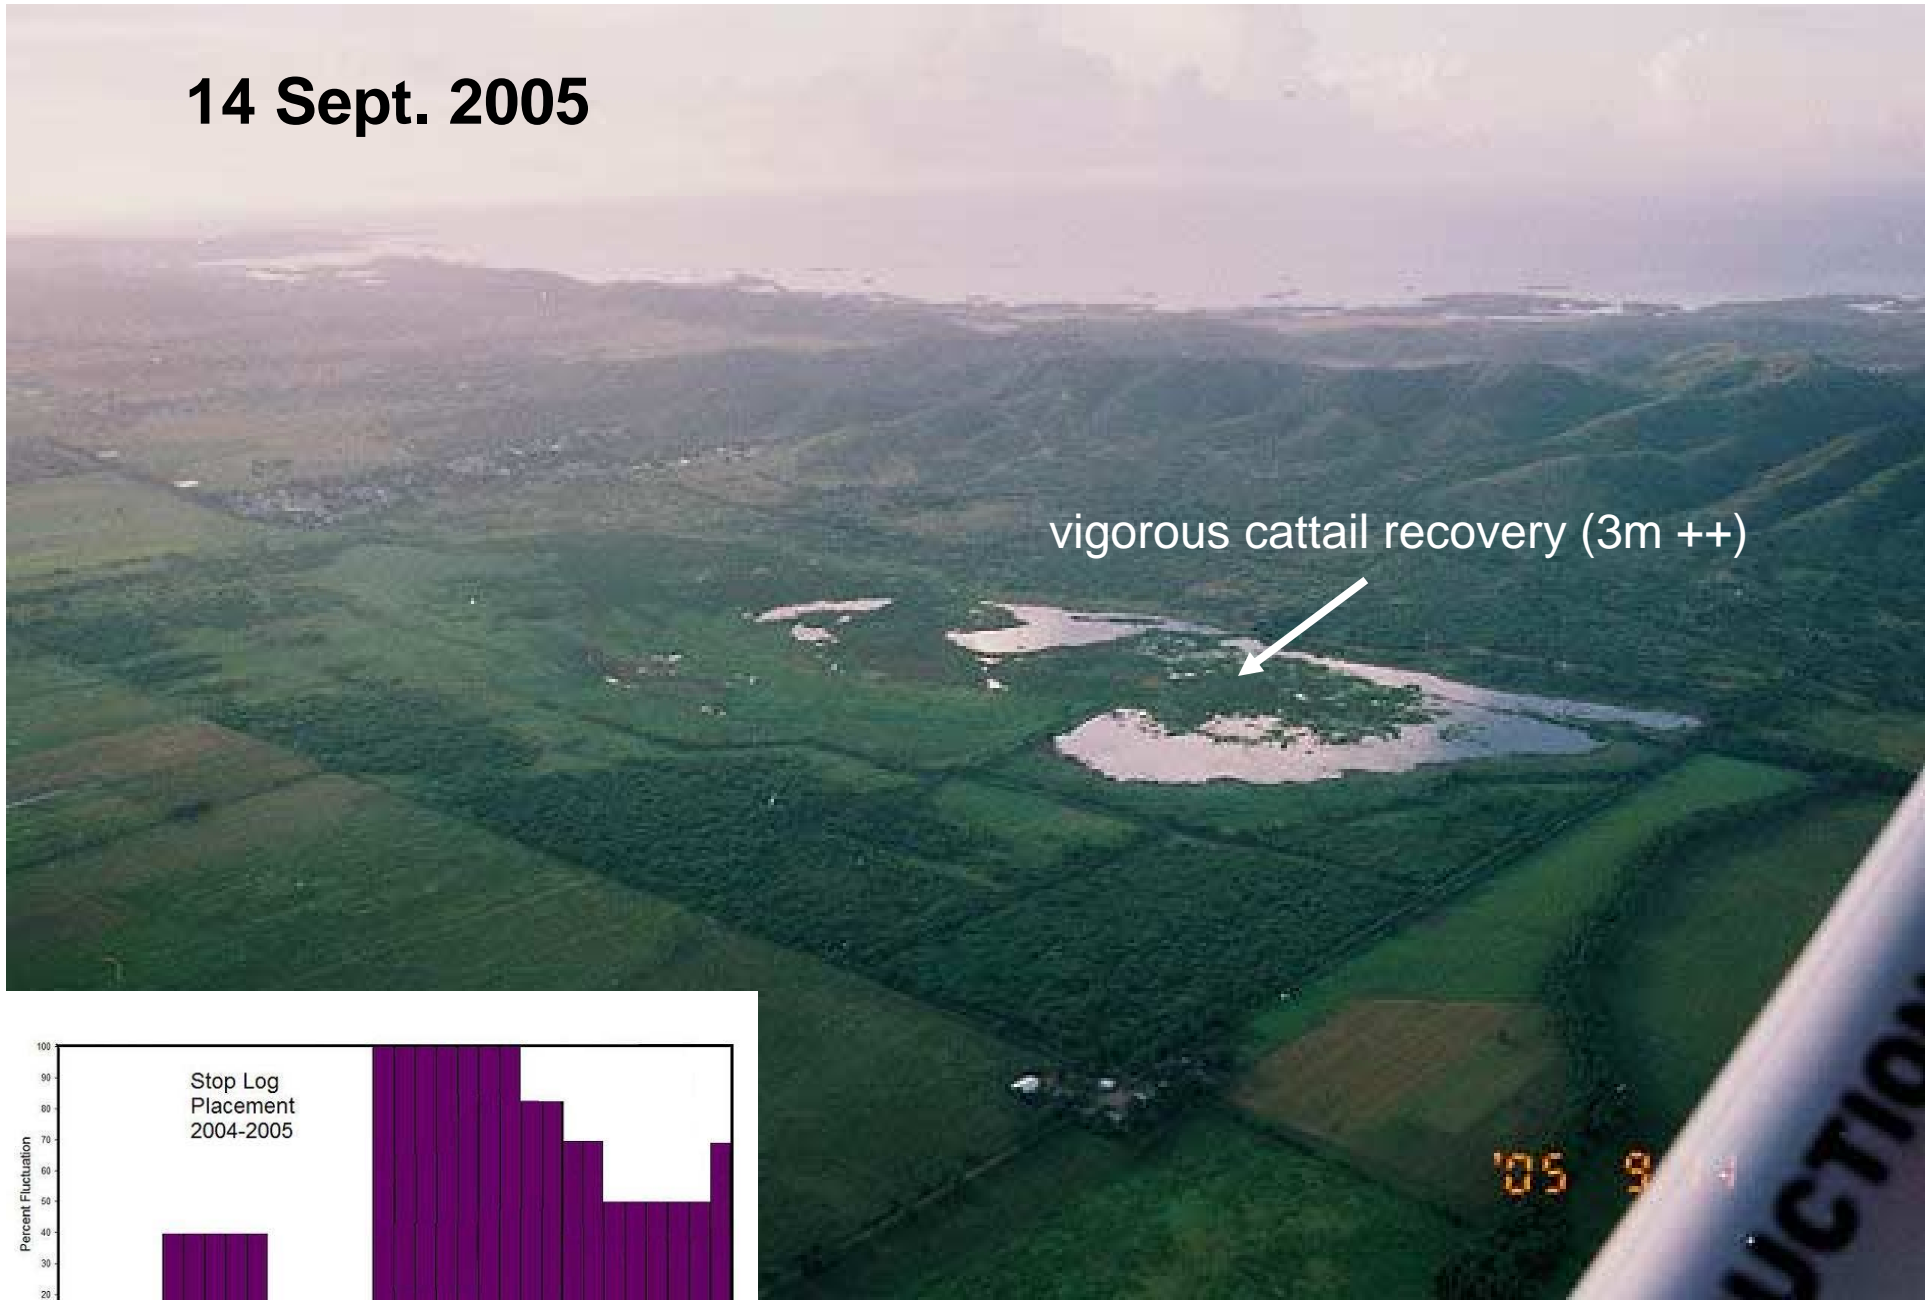 14 Sept. 2005
vigorous cattail recovery (3m ++)
Stop Log
Placement
2004-2005
Percent Fluctuation
100
90
80
70
60
50
40
30
20
'05 9
UCTION